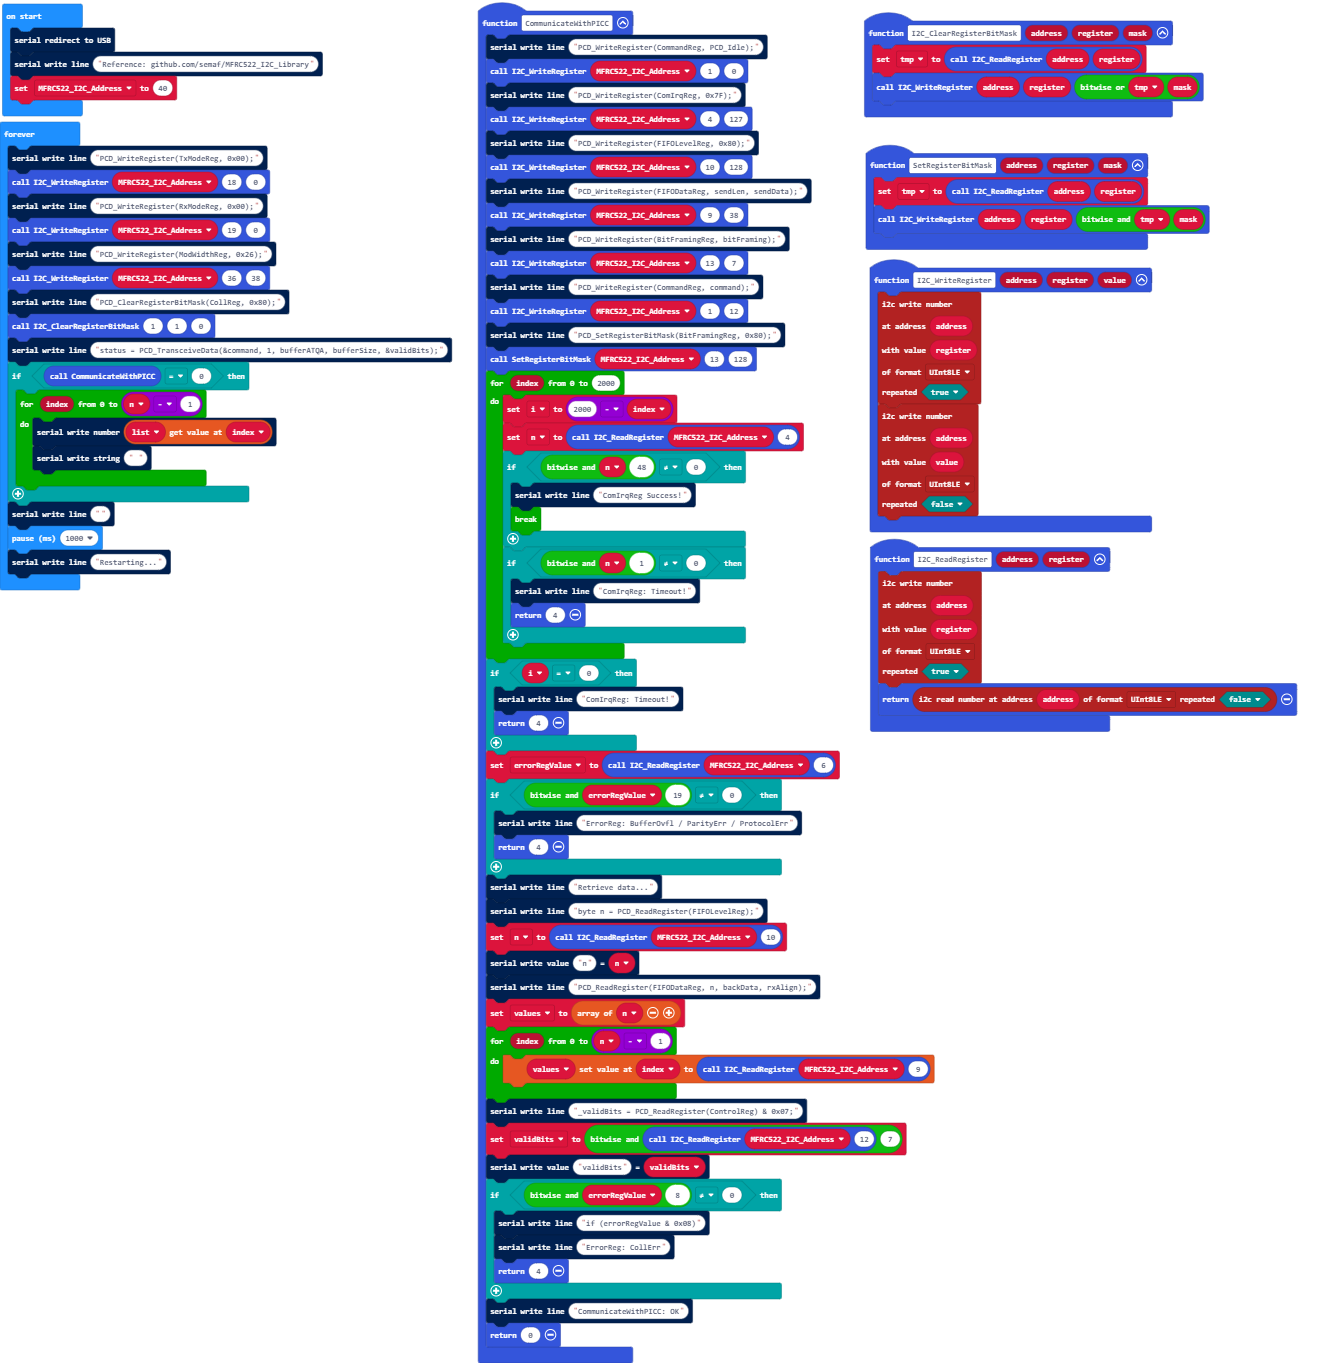 on start
serial redirect to USB
serial write line "Reference: github.com/semaf/MFRC522_I2C_Library"
set MFRC522_I2C_Address to 40
forever
serial write line "PCD_WriteRegister(TxModeReg, 0x00);"
call I2C_WriteRegister MFRC522_I2C_Address 18 0
serial write line "PCD_WriteRegister(RxModeReg, 0x00);"
call I2C_WriteRegister MFRC522_I2C_Address 19 0
serial write line "PCD_WriteRegister(ModWidthReg, 0x26);"
call I2C_WriteRegister MFRC522_I2C_Address 36 38
serial write line "PCD_ClearRegisterBitMask(CollReg, 0x80);"
call I2C_ClearRegisterBitMask 1 1 0
serial write line "status = PCD_TransceiveData(&command, 1, bufferATQA, bufferSize, &validBits);"
if call CommunicateWithPICC = 0 then
for index from 0 to n - 1
do
serial write number list get value at index
serial write string " "
serial write line ""
pause (ms) 1000
serial write line "Restarting..."
function CommunicateWithPICC
serial write line "PCD_WriteRegister(CommandReg, PCD_Idle);"
call I2C_WriteRegister MFRC522_I2C_Address 1 0
serial write line "PCD_WriteRegister(ComIrqReg, 0x7F);"
call I2C_WriteRegister MFRC522_I2C_Address 4 127
serial write line "PCD_WriteRegister(FIFOLevelReg, 0x80);"
call I2C_WriteRegister MFRC522_I2C_Address 10 128
serial write line "PCD_WriteRegister(FIFODataReg, sendLen, sendData);"
call I2C_WriteRegister MFRC522_I2C_Address 9 38
serial write line "PCD_WriteRegister(BitFramingReg, bitFraming);"
call I2C_WriteRegister MFRC522_I2C_Address 13 7
serial write line "PCD_WriteRegister(CommandReg, command);"
call I2C_WriteRegister MFRC522_I2C_Address 1 12
serial write line "PCD_SetRegisterBitMask(BitFramingReg, 0x80);"
call SetRegisterBitMask MFRC522_I2C_Address 13 128
for index from 0 to 2000
do
set i to 2000 - index
set n to call I2C_ReadRegister MFRC522_I2C_Address 4
if bitwise and n 48 ≠ 0 then
serial write line "ComIrqReg Success!"
break
if bitwise and n 1 ≠ 0 then
serial write line "ComIrqReg: Timeout!"
return 4
if i = 0 then
serial write line "ComIrqReg: Timeout!"
return 4
set errorRegValue to call I2C_ReadRegister MFRC522_I2C_Address 6
if bitwise and errorRegValue 19 ≠ 0 then
serial write line "ErrorReg: BufferOvfl / ParityErr / ProtocolErr"
return 4
serial write line "Retrieve data..."
serial write line "byte n = PCD_ReadRegister(FIFOLevelReg);"
set n to call I2C_ReadRegister MFRC522_I2C_Address 10
serial write value "n" = n
serial write line "PCD_ReadRegister(FIFODataReg, n, backData, rxAlign);"
set values to array of n
for index from 0 to n - 1
do
values set value at index to call I2C_ReadRegister MFRC522_I2C_Address 9
serial write line "_validBits = PCD_ReadRegister(ControlReg) & 0x07;"
set validBits to bitwise and call I2C_ReadRegister MFRC522_I2C_Address 12 7
serial write value "validBits" = validBits
if bitwise and errorRegValue 8 ≠ 0 then
serial write line "if (errorRegValue & 0x08)"
serial write line "ErrorReg: CollErr"
return 4
serial write line "CommunicateWithPICC: OK"
return 0
function I2C_ClearRegisterBitMask address register mask
set tmp to call I2C_ReadRegister address register
call I2C_WriteRegister address register bitwise or tmp mask
function SetRegisterBitMask address register mask
set tmp to call I2C_ReadRegister address register
call I2C_WriteRegister address register bitwise and tmp mask
function I2C_WriteRegister address register value
i2c write number
at address address
with value register
of format UInt8LE
repeated true
i2c write number
at address address
with value value
of format UInt8LE
repeated false
function I2C_ReadRegister address register
i2c write number
at address address
with value register
of format UInt8LE
repeated true
return i2c read number at address address of format UInt8LE repeated false